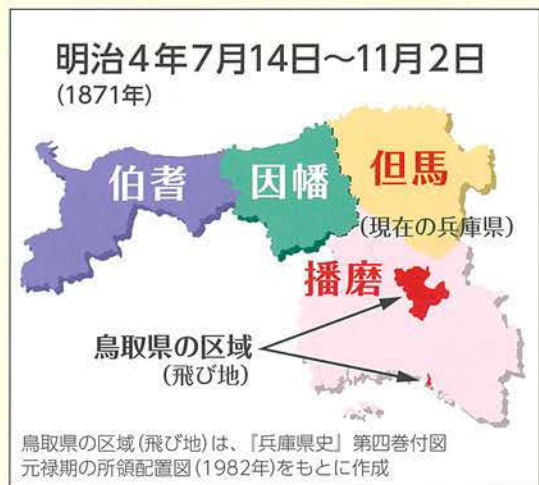 明治4年7月14日～11月2日
(1871年)
伯耆
因幡
但馬
(現在の兵庫県)
播磨
鳥取県の区域
(飛び地)
鳥取県の区域(飛び地)は、『兵庫県史』第四巻付図
元禄期の所領配置図(1982年)をもとに作成